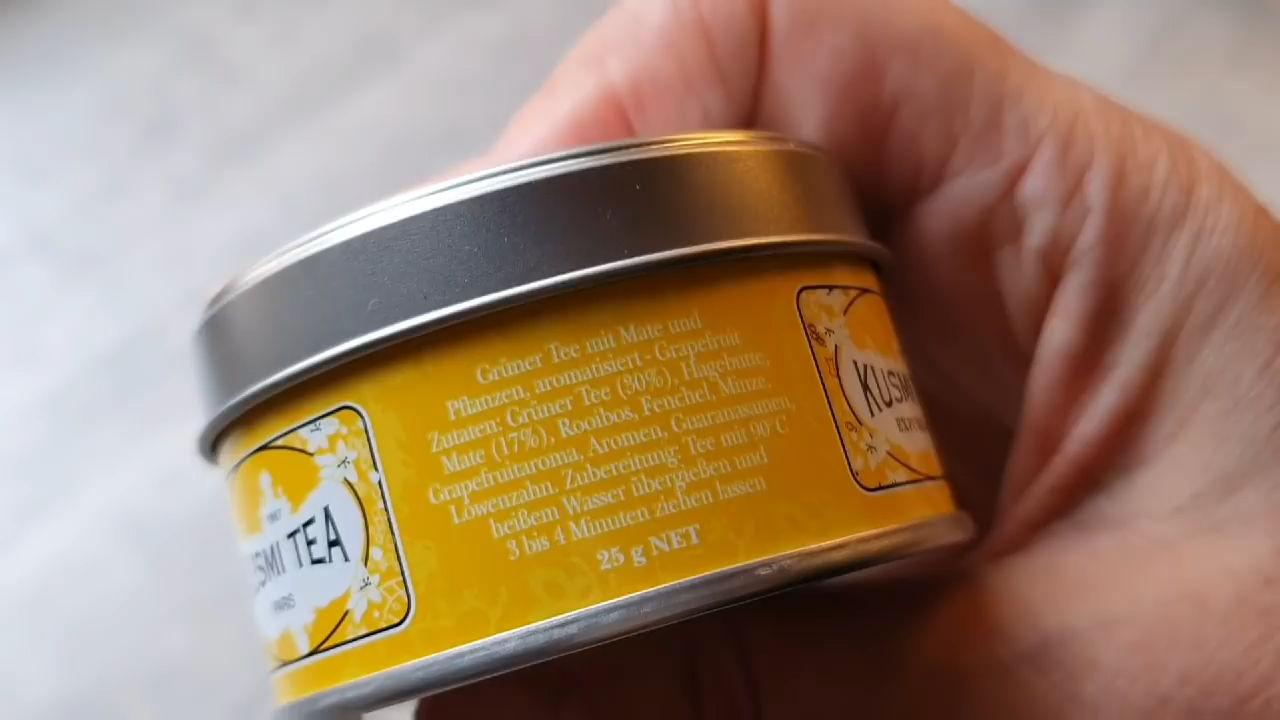 Grüner Tee mit Mate und
Pflanzen, aromatisiert - Grapefruit
Zutaten: Grüner Tee (30%), Hagebutte,
Mate (17%), Rooibos, Fenchel, Minze,
Grapefruitaroma, Aromen, Guaranasamen,
Löwenzahn. Zubereitung: Tee mit 90°C
heißem Wasser übergießen und
3 bis 4 Minuten ziehen lassen
25 g NET
SMI TEA
PARIS
KUSM